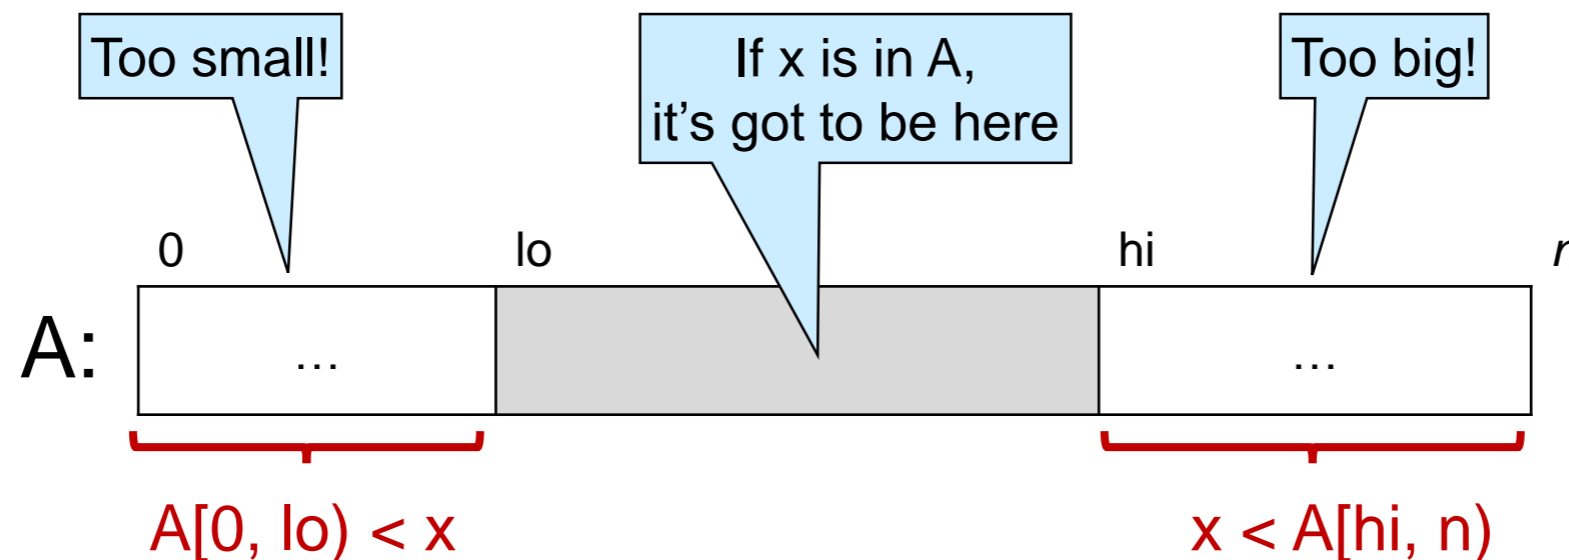 Too small!
If x is in A,
it’s got to be here
Too big!
0 lo hi
A: … …
A[0, lo) < x x < A[hi, n)